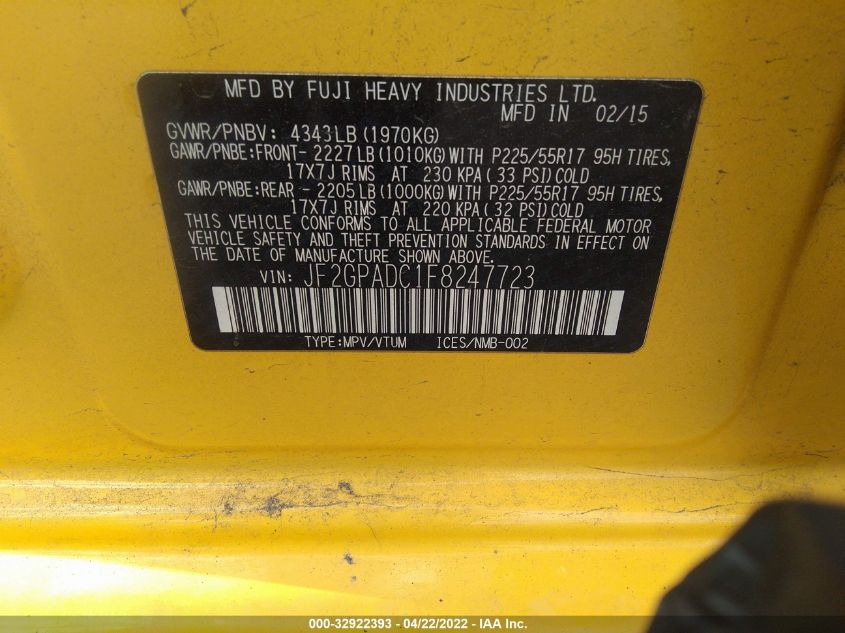 MFD BY FUJI HEAVY INDUSTRIES LTD.
MFD IN 02/15
GVWR/PNBV: 4343LB(1970KG)
GAWR/PNBE:FRONT-2227LB(1010KG)WITH P225/55R17 95H TIRES,
17X7J RIMS AT 230 KPA(33 PSI)COLD
GAWR/PNBE:REAR -2205LB(1000KG)WITH P225/55R17 95H TIRES,
17X7J RIMS AT 220 KPA(32 PSI)COLD
THIS VEHICLE CONFORMS TO ALL APPLICABLE FEDERAL MOTOR
VEHICLE SAFETY AND THEFT PREVENTION STANDARDS IN EFFECT ON
THE DATE OF MANUFACTURE SHOWN ABOVE.
VIN: JF2GPADC1F8247723
TYPE:MPV/VTUM ICES/NMB-002
000-32922393 - 04/22/2022 - IAA Inc.